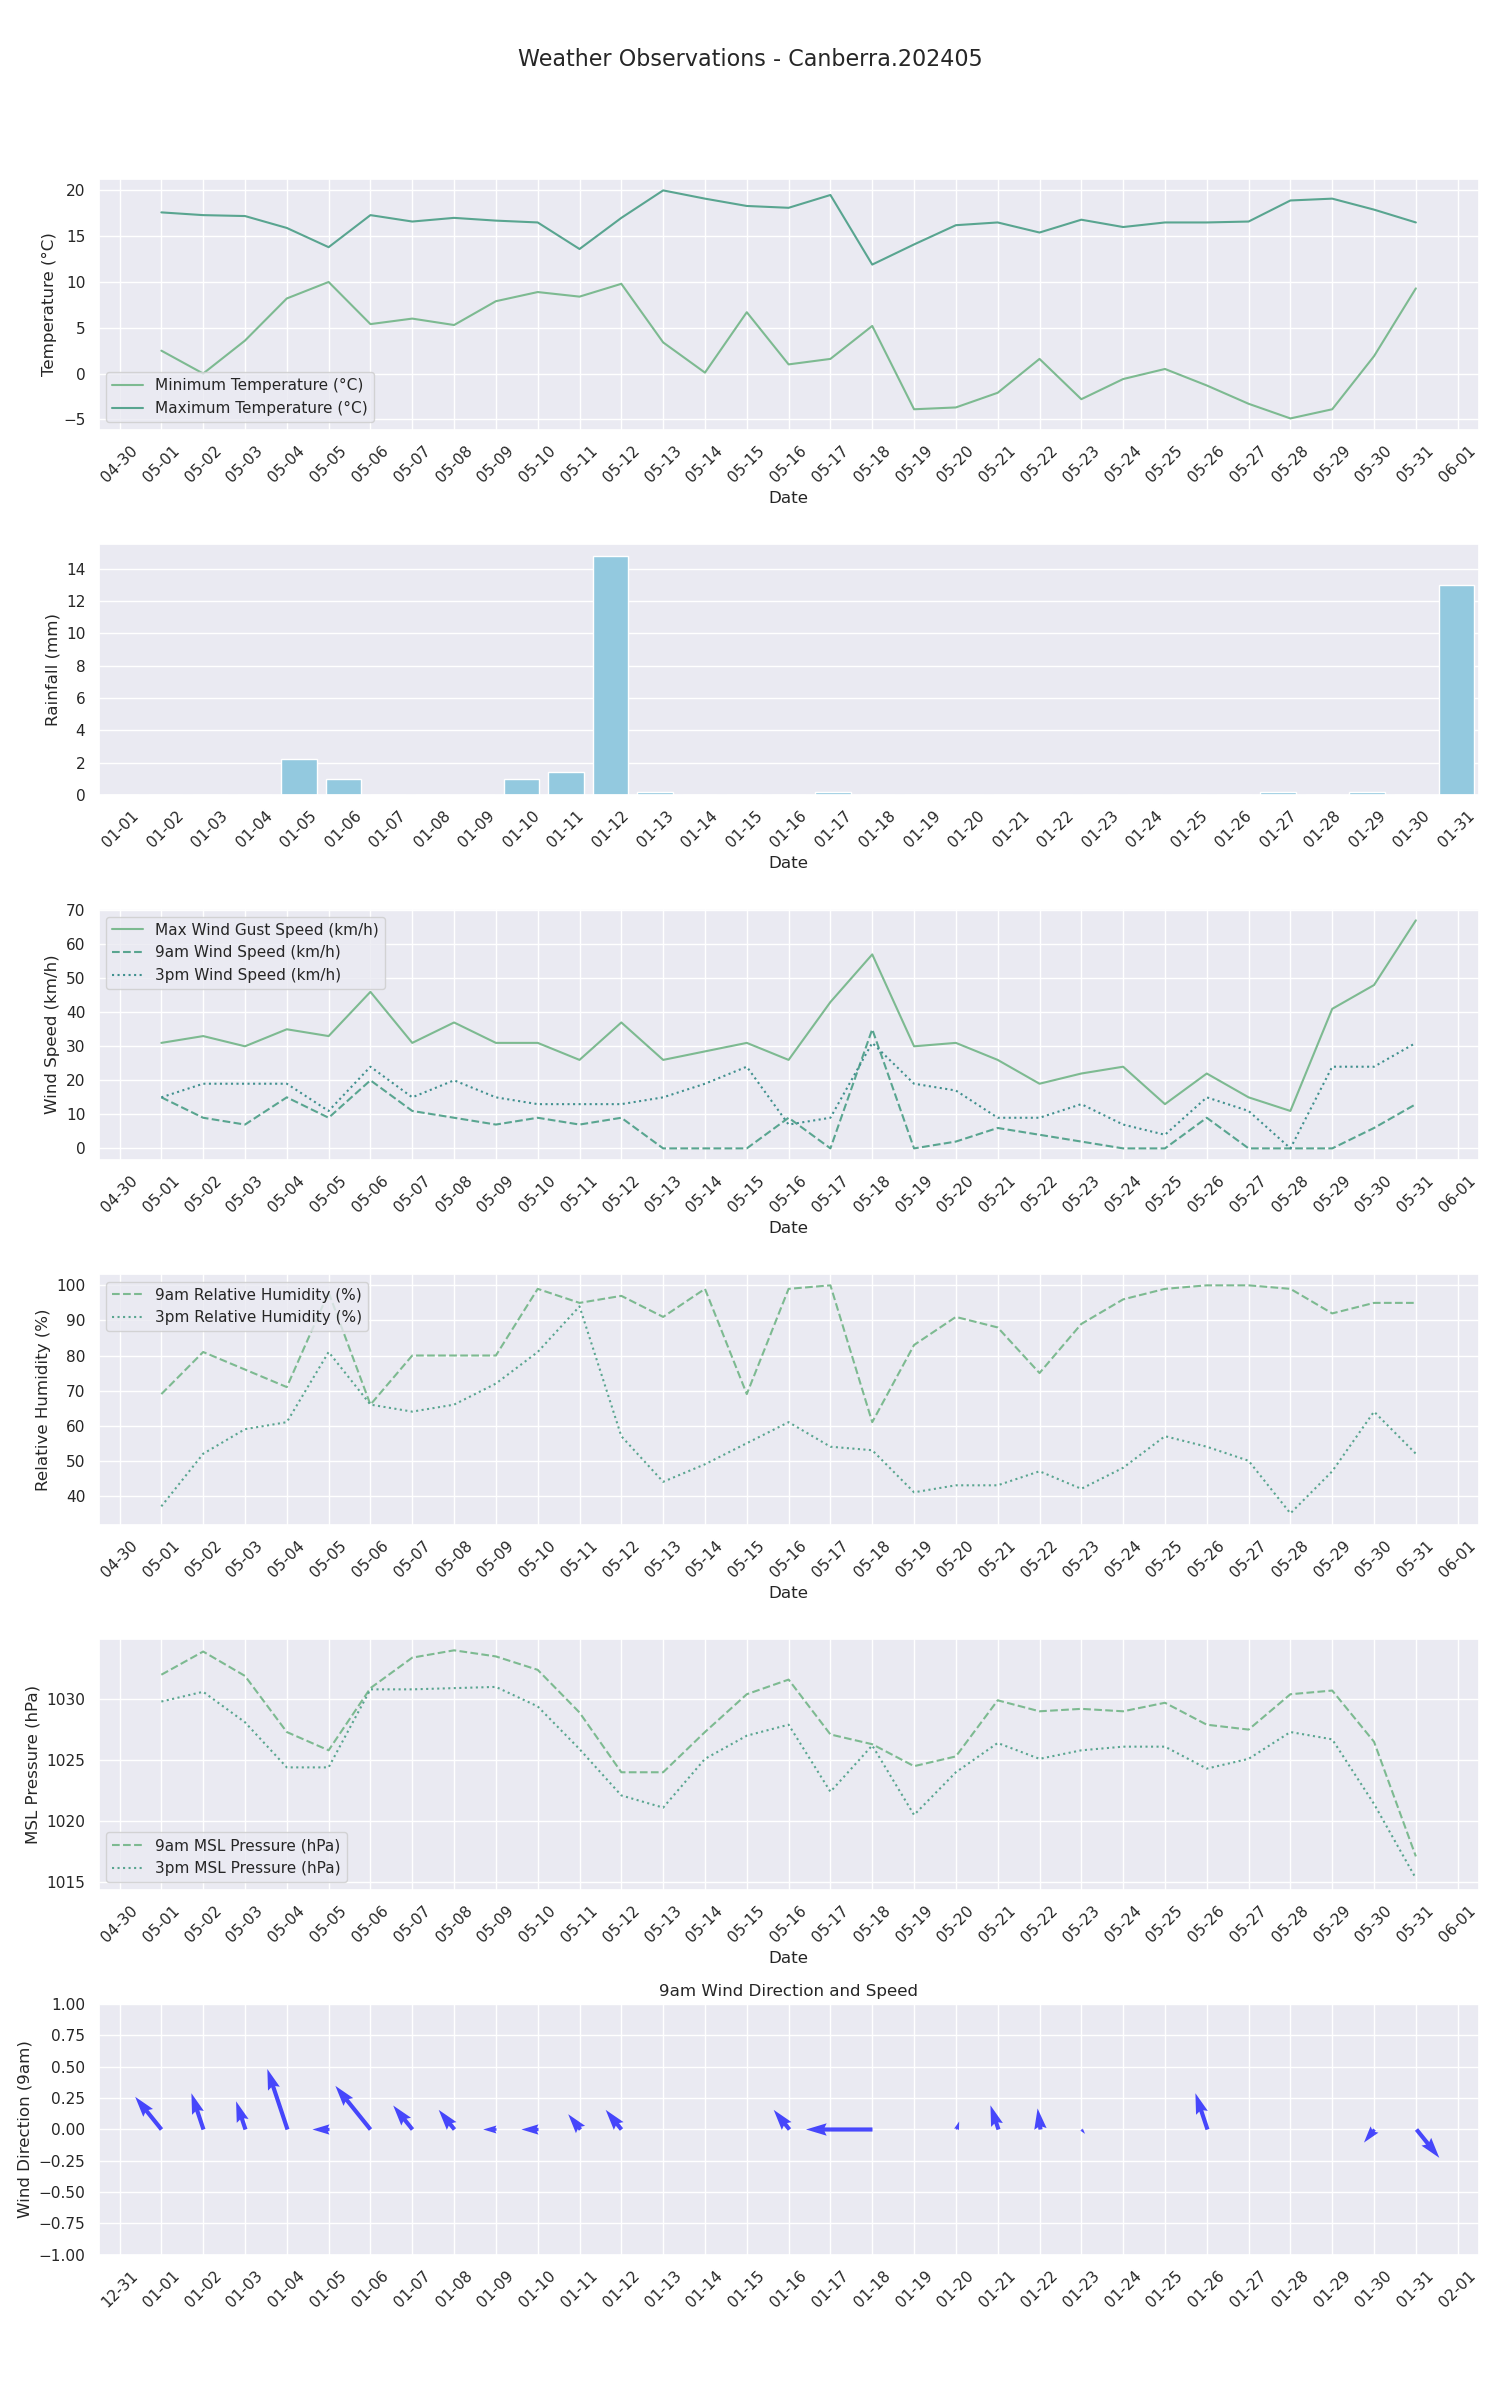 Weather Observations - Canberra.202405
20
15
10
5
0
−5
Temperature (°C)
Minimum Temperature (°C)
Maximum Temperature (°C)
04-30 05-01 05-02 05-03 05-04 05-05 05-06 05-07 05-08 05-09 05-10 05-11 05-12 05-13 05-14 05-15 05-16 05-17 05-18 05-19 05-20 05-21 05-22 05-23 05-24 05-25 05-26 05-27 05-28 05-29 05-30 05-31 06-01
Date
14
12
10
8
6
4
2
0
Rainfall (mm)
01-01 01-02 01-03 01-04 01-05 01-06 01-07 01-08 01-09 01-10 01-11 01-12 01-13 01-14 01-15 01-16 01-17 01-18 01-19 01-20 01-21 01-22 01-23 01-24 01-25 01-26 01-27 01-28 01-29 01-30 01-31
Date
70
60
50
40
30
20
10
0
Wind Speed (km/h)
Max Wind Gust Speed (km/h)
9am Wind Speed (km/h)
3pm Wind Speed (km/h)
04-30 05-01 05-02 05-03 05-04 05-05 05-06 05-07 05-08 05-09 05-10 05-11 05-12 05-13 05-14 05-15 05-16 05-17 05-18 05-19 05-20 05-21 05-22 05-23 05-24 05-25 05-26 05-27 05-28 05-29 05-30 05-31 06-01
Date
100
90
80
70
60
50
40
Relative Humidity (%)
9am Relative Humidity (%)
3pm Relative Humidity (%)
04-30 05-01 05-02 05-03 05-04 05-05 05-06 05-07 05-08 05-09 05-10 05-11 05-12 05-13 05-14 05-15 05-16 05-17 05-18 05-19 05-20 05-21 05-22 05-23 05-24 05-25 05-26 05-27 05-28 05-29 05-30 05-31 06-01
Date
1030
1025
1020
1015
MSL Pressure (hPa)
9am MSL Pressure (hPa)
3pm MSL Pressure (hPa)
04-30 05-01 05-02 05-03 05-04 05-05 05-06 05-07 05-08 05-09 05-10 05-11 05-12 05-13 05-14 05-15 05-16 05-17 05-18 05-19 05-20 05-21 05-22 05-23 05-24 05-25 05-26 05-27 05-28 05-29 05-30 05-31 06-01
Date
9am Wind Direction and Speed
1.00
0.75
0.50
0.25
0.00
−0.25
−0.50
−0.75
−1.00
Wind Direction (9am)
12-31 01-01 01-02 01-03 01-04 01-05 01-06 01-07 01-08 01-09 01-10 01-11 01-12 01-13 01-14 01-15 01-16 01-17 01-18 01-19 01-20 01-21 01-22 01-23 01-24 01-25 01-26 01-27 01-28 01-29 01-30 01-31 02-01